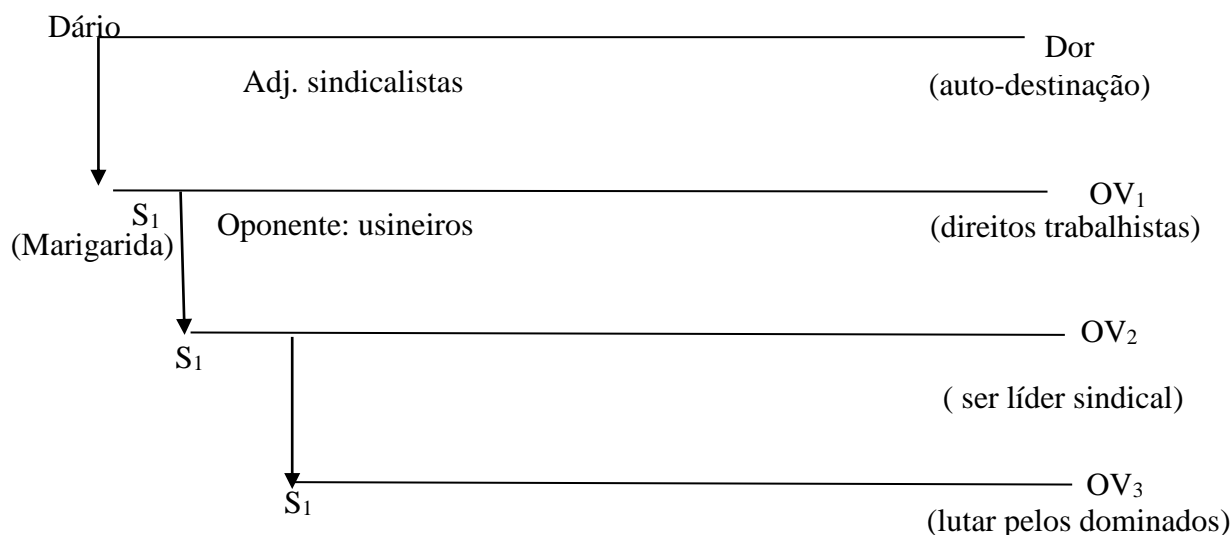 Dário Dor
Adj. sindicalistas (auto-destinação)
S₁ OV₁
(Marigarida) Oponente: usineiros (direitos trabalhistas)
S₁ OV₂
( ser líder sindical)
S₁ OV₃
(lutar pelos dominados)